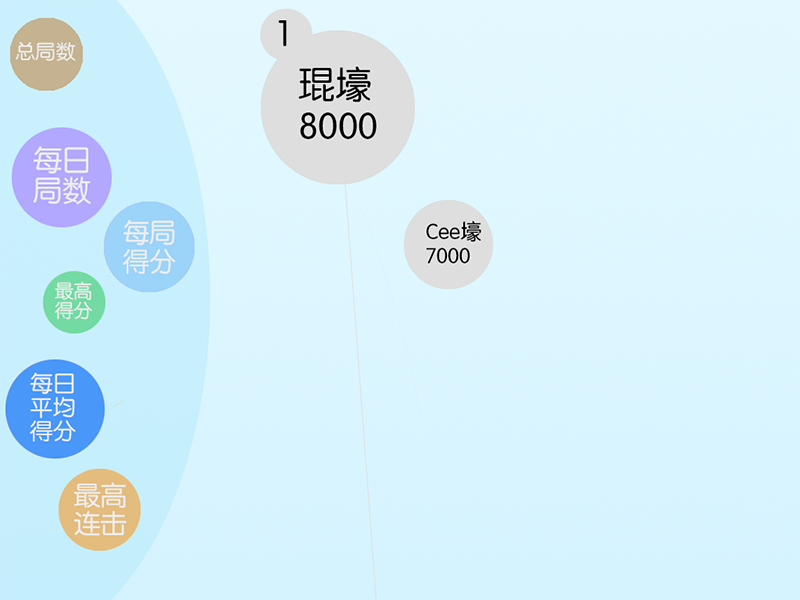 总局数
每日
局数
每局
得分
最高
得分
每日
平均
得分
最高
连击
1
琨壕
8000
Cee壕
7000